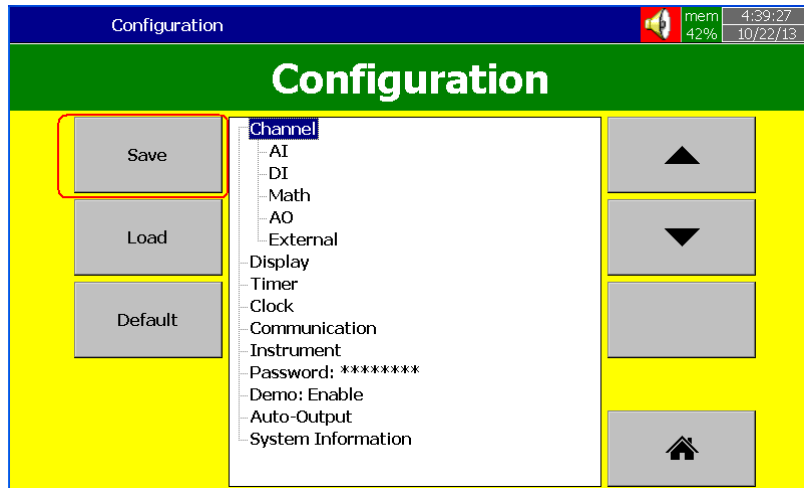 Configuration
mem 4:39:27
42% 10/22/13
Configuration
Save
Load
Default
Channel
AI
DI
Math
AO
External
Display
Timer
Clock
Communication
Instrument
Password: ********
Demo: Enable
Auto-Output
System Information